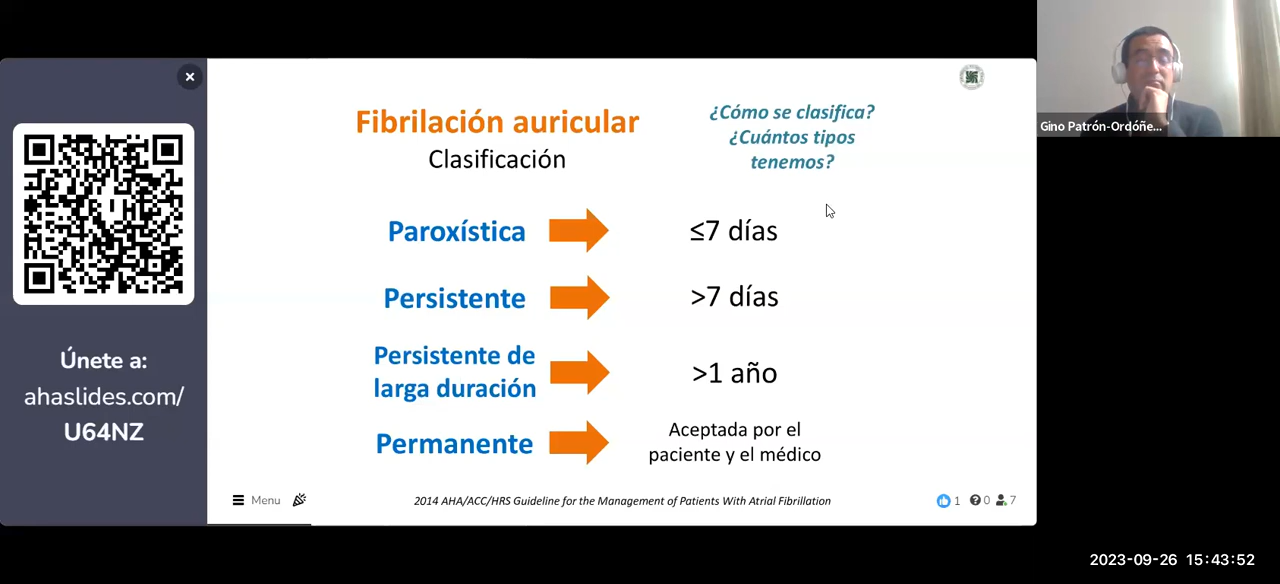 Fibrilación auricular
Clasificación
¿Cómo se clasifica?
¿Cuántos tipos
tenemos?
Paroxística
≤7 días
Persistente
>7 días
Persistente de
larga duración
>1 año
Permanente
Aceptada por el
paciente y el médico
Únete a:
ahaslides.com/
U64NZ
Menu
2014 AHA/ACC/HRS Guideline for the Management of Patients With Atrial Fibrillation
1
0
7
Gino Patrón-Ordóñe...
2023-09-26 15:43:52